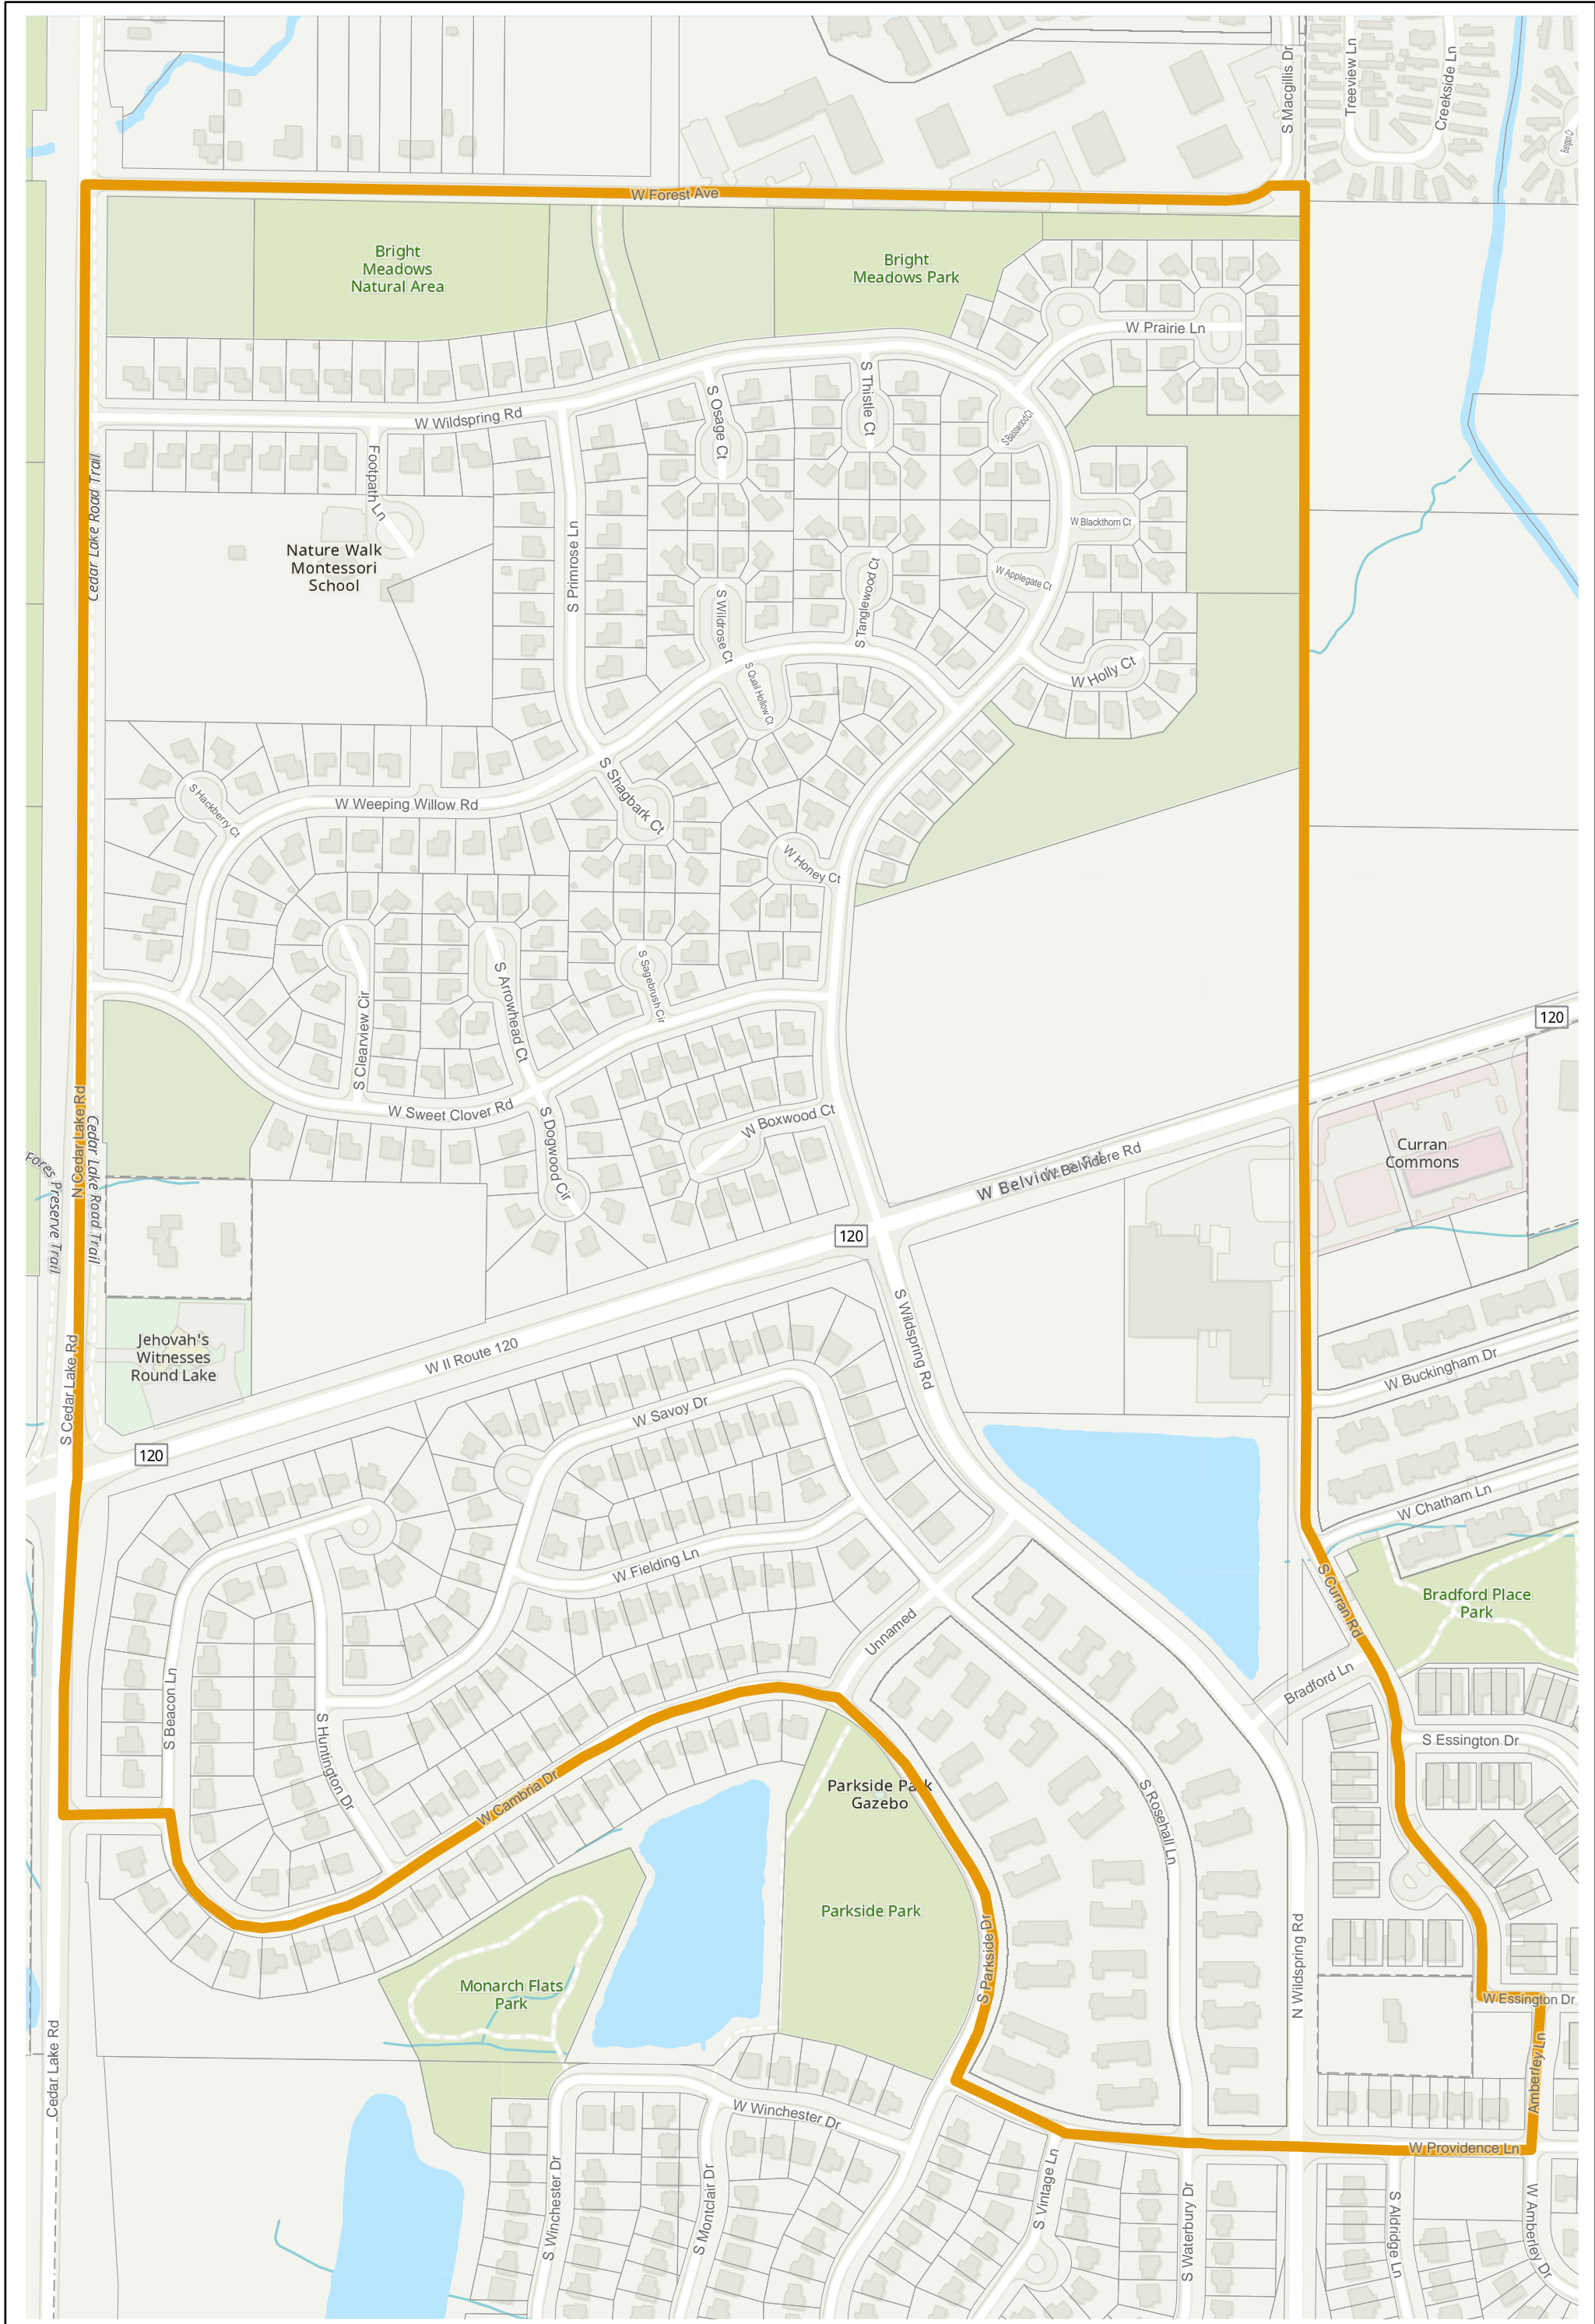 S Macgillis Dr
Treeview Ln
Creekside Ln
W Forest Ave
Bright
Meadows
Natural Area
Bright
Meadows Park
W Prairie Ln
W Wildspring Rd
S Osage Ct
S Thistle Ct
S Basswood Ct
Footpath Ln
Cedar Lake Road Trail
W Blackthorn Ct
Nature Walk
Montessori
School
S Primrose Ln
W Applegate Ct
S Wildrose Ct
S Tanglewood Ct
W Holly Ct
S Quail Hollow Ct
S Hackberry Ct
W Weeping Willow Rd
S Shagbark Ct
W Honey Ct
S Sagebrush Cir
S Arrowhead Ct
S Clearview Cir
120
W Sweet Clover Rd
S Dogwood Cir
W Boxwood Ct
N Cedar Lake Rd
Cedar Lake Road Trail
Fores Preserve Trail
W Belvidere Rd
W Belvidere Rd
Curran
Commons
120
Jehovah's
Witnesses
Round Lake
S Cedar Lake Rd
W Il Route 120
S Wildspring Rd
W Buckingham Dr
120
W Savoy Dr
W Chatham Ln
W Fielding Ln
S Curran Rd
Bradford Place
Park
Unnamed
Bradford Ln
S Beacon Ln
S Huntington Dr
S Essington Dr
W Cambria Dr
Parkside Park
Gazebo
S Rosehall Ln
Parkside Park
S Parkside Dr
N Wildspring Rd
Monarch Flats
Park
W Essington Dr
Cedar Lake Rd
Amberley Ln
W Winchester Dr
W Providence Ln
S Winchester Dr
S Montclair Dr
S Vintage Ln
S Waterbury Dr
S Aldridge Ln
W Amberley Dr